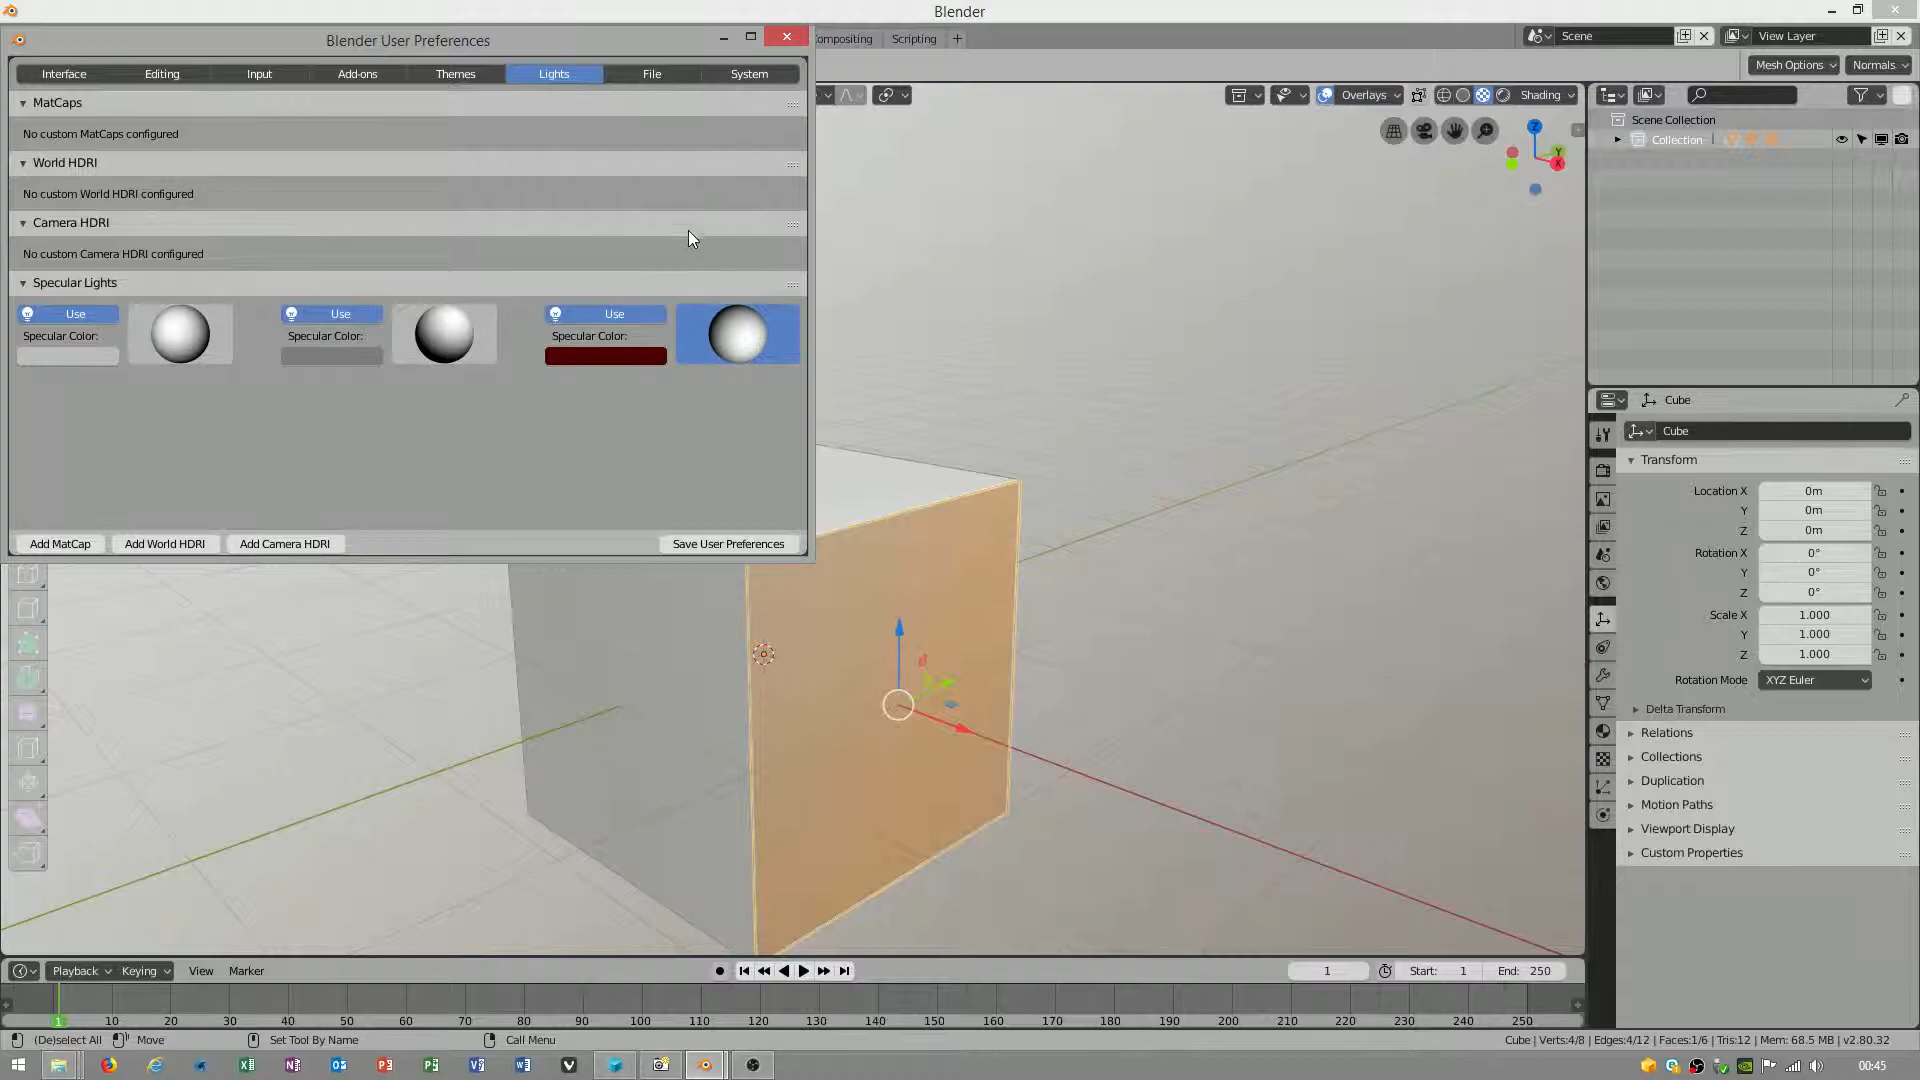 Blender
Blender User Preferences
Compositing Scripting
Scene View Layer
Interface Editing Input Add-ons Themes Lights File System
Mesh Options Normals
MatCaps
No custom MatCaps configured
World HDRI
No custom World HDRI configured
Camera HDRI
No custom Camera HDRI configured
Specular Lights
Use Use Use
Specular Color: Specular Color: Specular Color:
Add MatCap Add World HDRI Add Camera HDRI Save User Preferences
Overlays Shading
Z
Y
X
Scene Collection
Collection
Cube
Cube
Transform
Location X 0m
Y 0m
Z 0m
Rotation X 0°
Y 0°
Z 0°
Scale X 1.000
Y 1.000
Z 1.000
Rotation Mode XYZ Euler
Delta Transform
Relations
Collections
Duplication
Motion Paths
Viewport Display
Custom Properties
Playback Keying View Marker 1 Start: 1 End: 250
1 10 20 30 40 50 60 70 80 90 100 110 120 130 140 150 160 170 180 190 200 210 220 230 240 250
(De)select All Move Set Tool By Name Call Menu Cube | Verts:4/8 | Edges:4/12 | Faces:1/6 | Tris:12 | Mem: 68.5 MB | v2.80.32
00:45